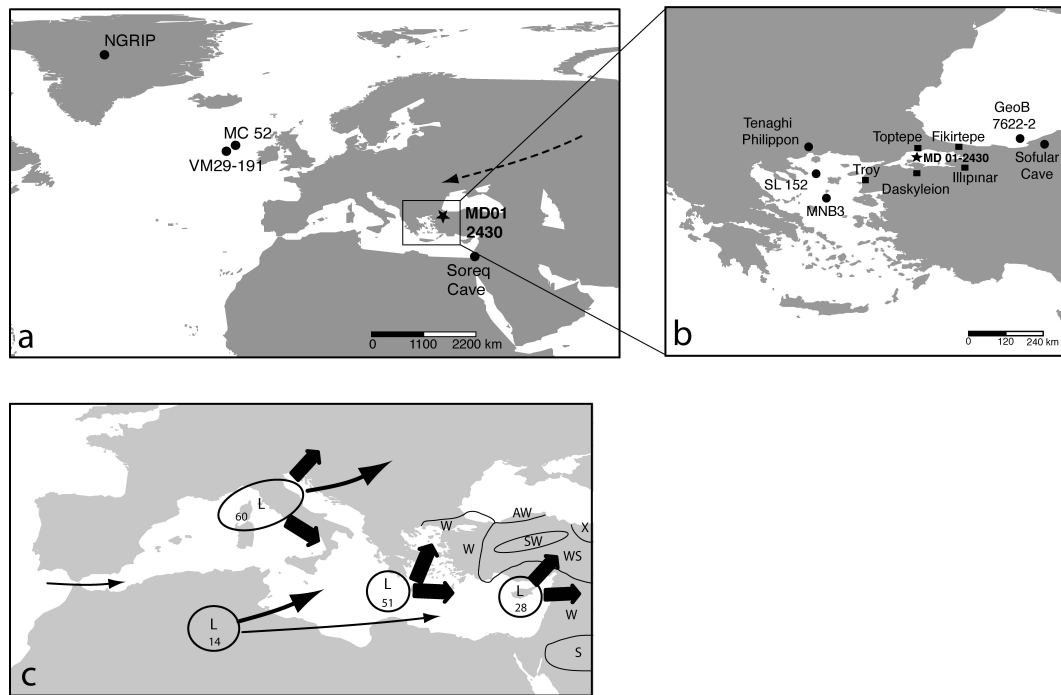 NGRIP
MC 52
VM29-191
MD01
2430
Soreq
Cave
a
0 1100 2200 km
GeoB
7622-2
Tenaghi
Philippon
Toptepe
Fikirtepe
MD 01-2430
Sofular
Cave
SL 152
Troy
Illıpınar
Daskyleion
MNB3
b
0 120 240 km
L
60
W
AW
X
W
SW
WS
L
51
L
28
W
L
14
S
c